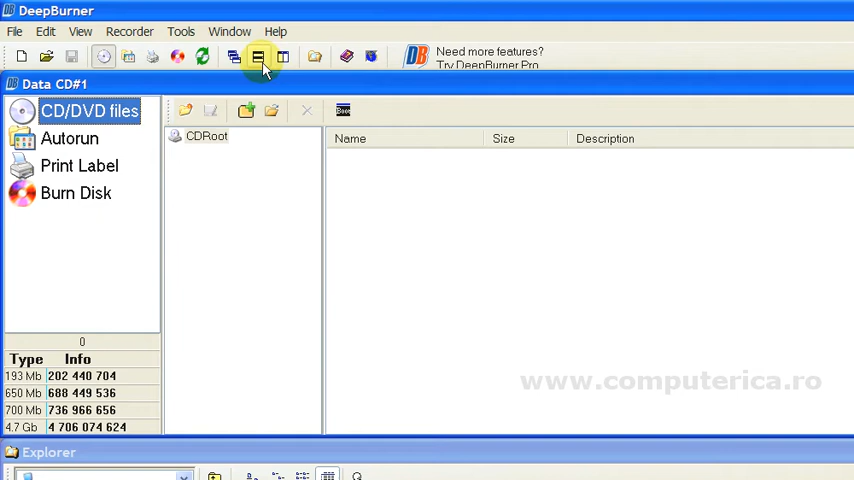 DeepBurner
File Edit View Recorder Tools Window Help
DB Need more features?
Try DeepBurner Pro
Data CD#1
CD/DVD files
Autorun
Print Label
Burn Disk
CDRoot
Name Size Description
0
Type Info
193 Mb 202 440 704
650 Mb 688 449 536
700 Mb 736 966 656
4.7 Gb 4 706 074 624
www.computerica.ro
Explorer